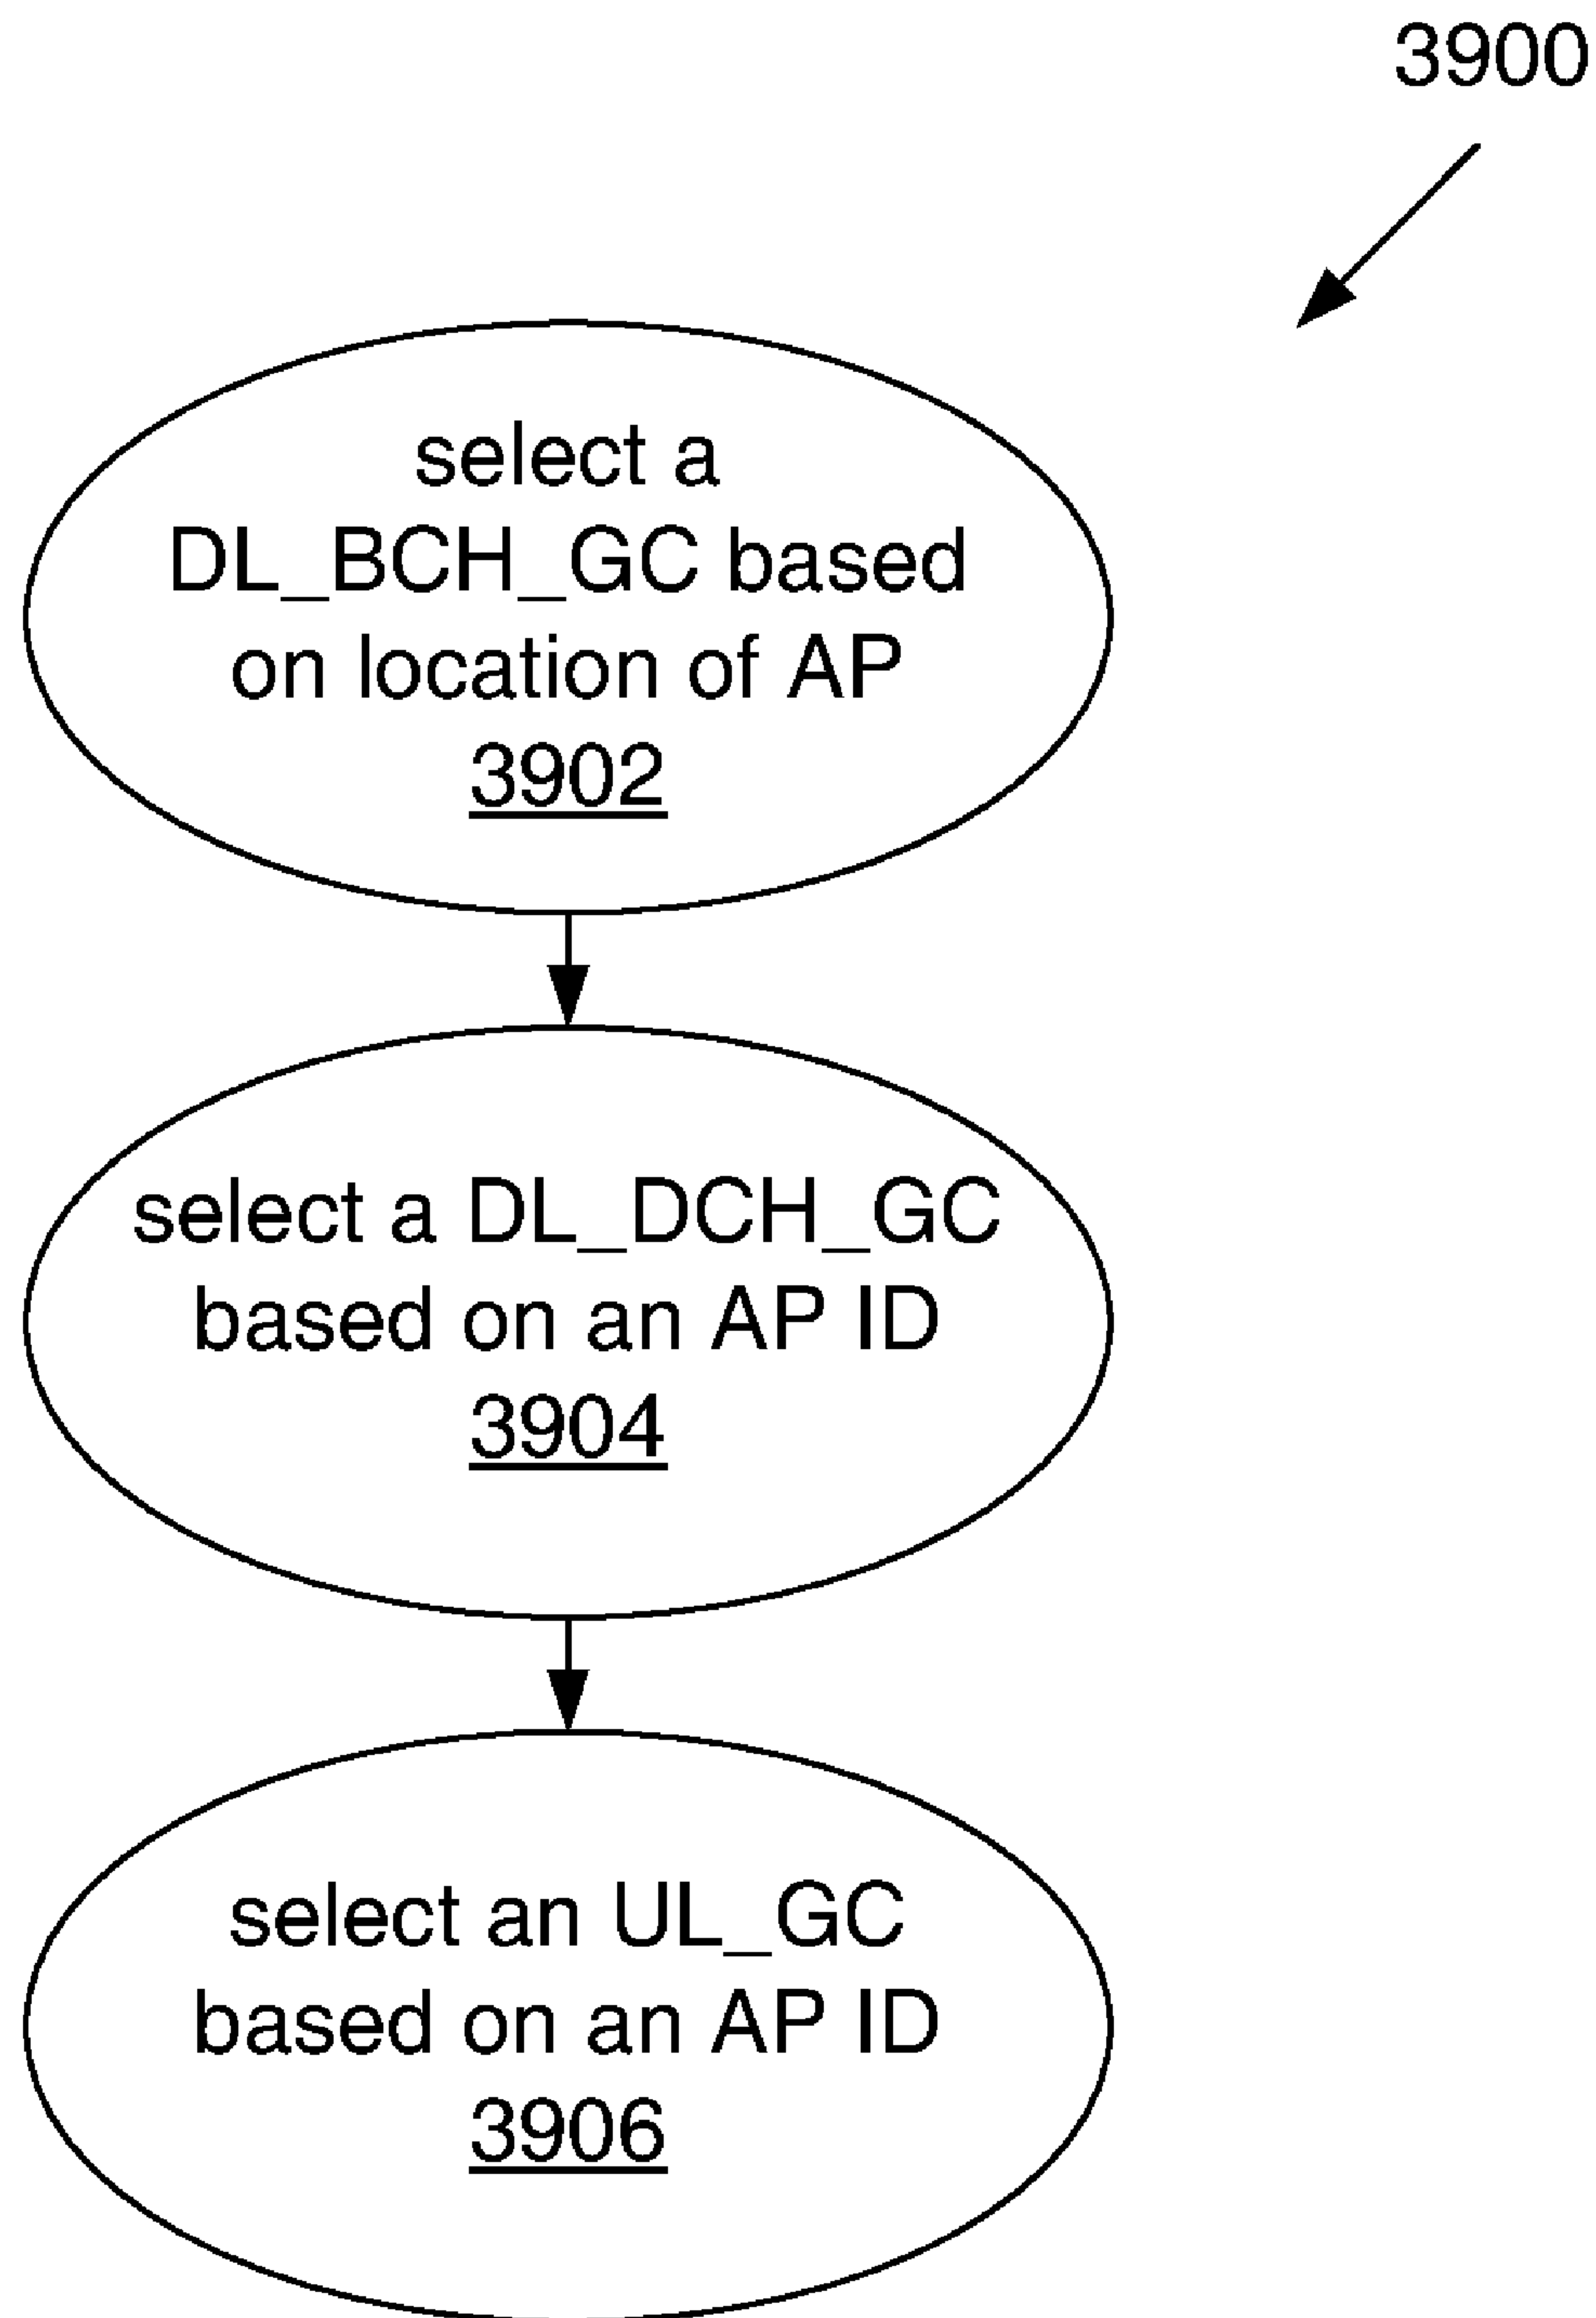 3900
select a
DL_BCH_GC based
on location of AP
3902
select a DL_DCH_GC
based on an AP ID
3904
select an UL_GC
based on an AP ID
3906